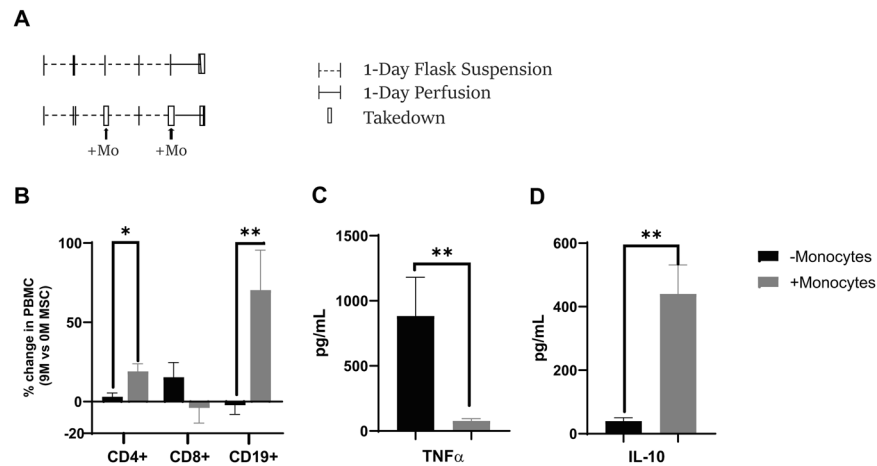 A
1-Day Flask Suspension
1-Day Perfusion
Takedown
+Mo +Mo
B
% change in PBMC
(9M vs 0M MSC)
100
50
0
-20
*
**
CD4+ CD8+ CD19+
C
pg/mL
1500
1000
500
0
**
TNFα
D
pg/mL
600
400
200
0
**
IL-10
-Monocytes
+Monocytes